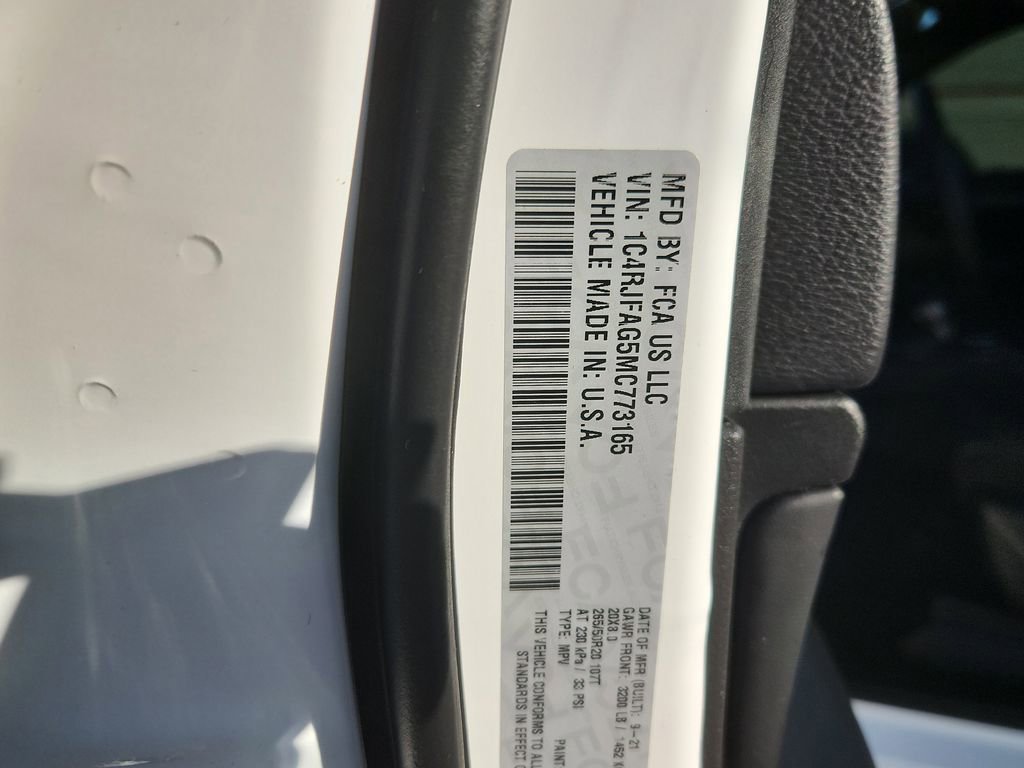 MFD BY: FCA US LLC
VIN: 1C4RJFAG5MC773165
VEHICLE MADE IN: U.S.A.
DATE OF MFR (BUILT): 9-21
GAWR FRONT: 3200 LB / 1452 K
20X8.0
265/50R20 107T
AT 230 kPa / 33 PSI
TYPE: MPV PAINT
THIS VEHICLE CONFORMS TO ALL
STANDARDS IN EFFECT